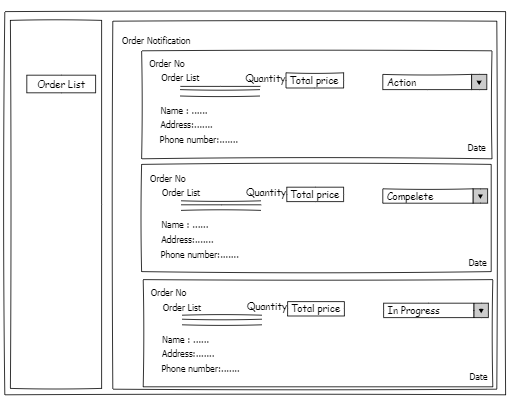 Order List
Order Notification
Order No
Order List Quantity Total price Action
Name : ......
Address:.......
Phone number:.......
Date
Order No
Order List Quantity Total price Compelete
Name : ......
Address:.......
Phone number:.......
Date
Order No
Order List Quantity Total price In Progress
Name : ......
Address:.......
Phone number:.......
Date